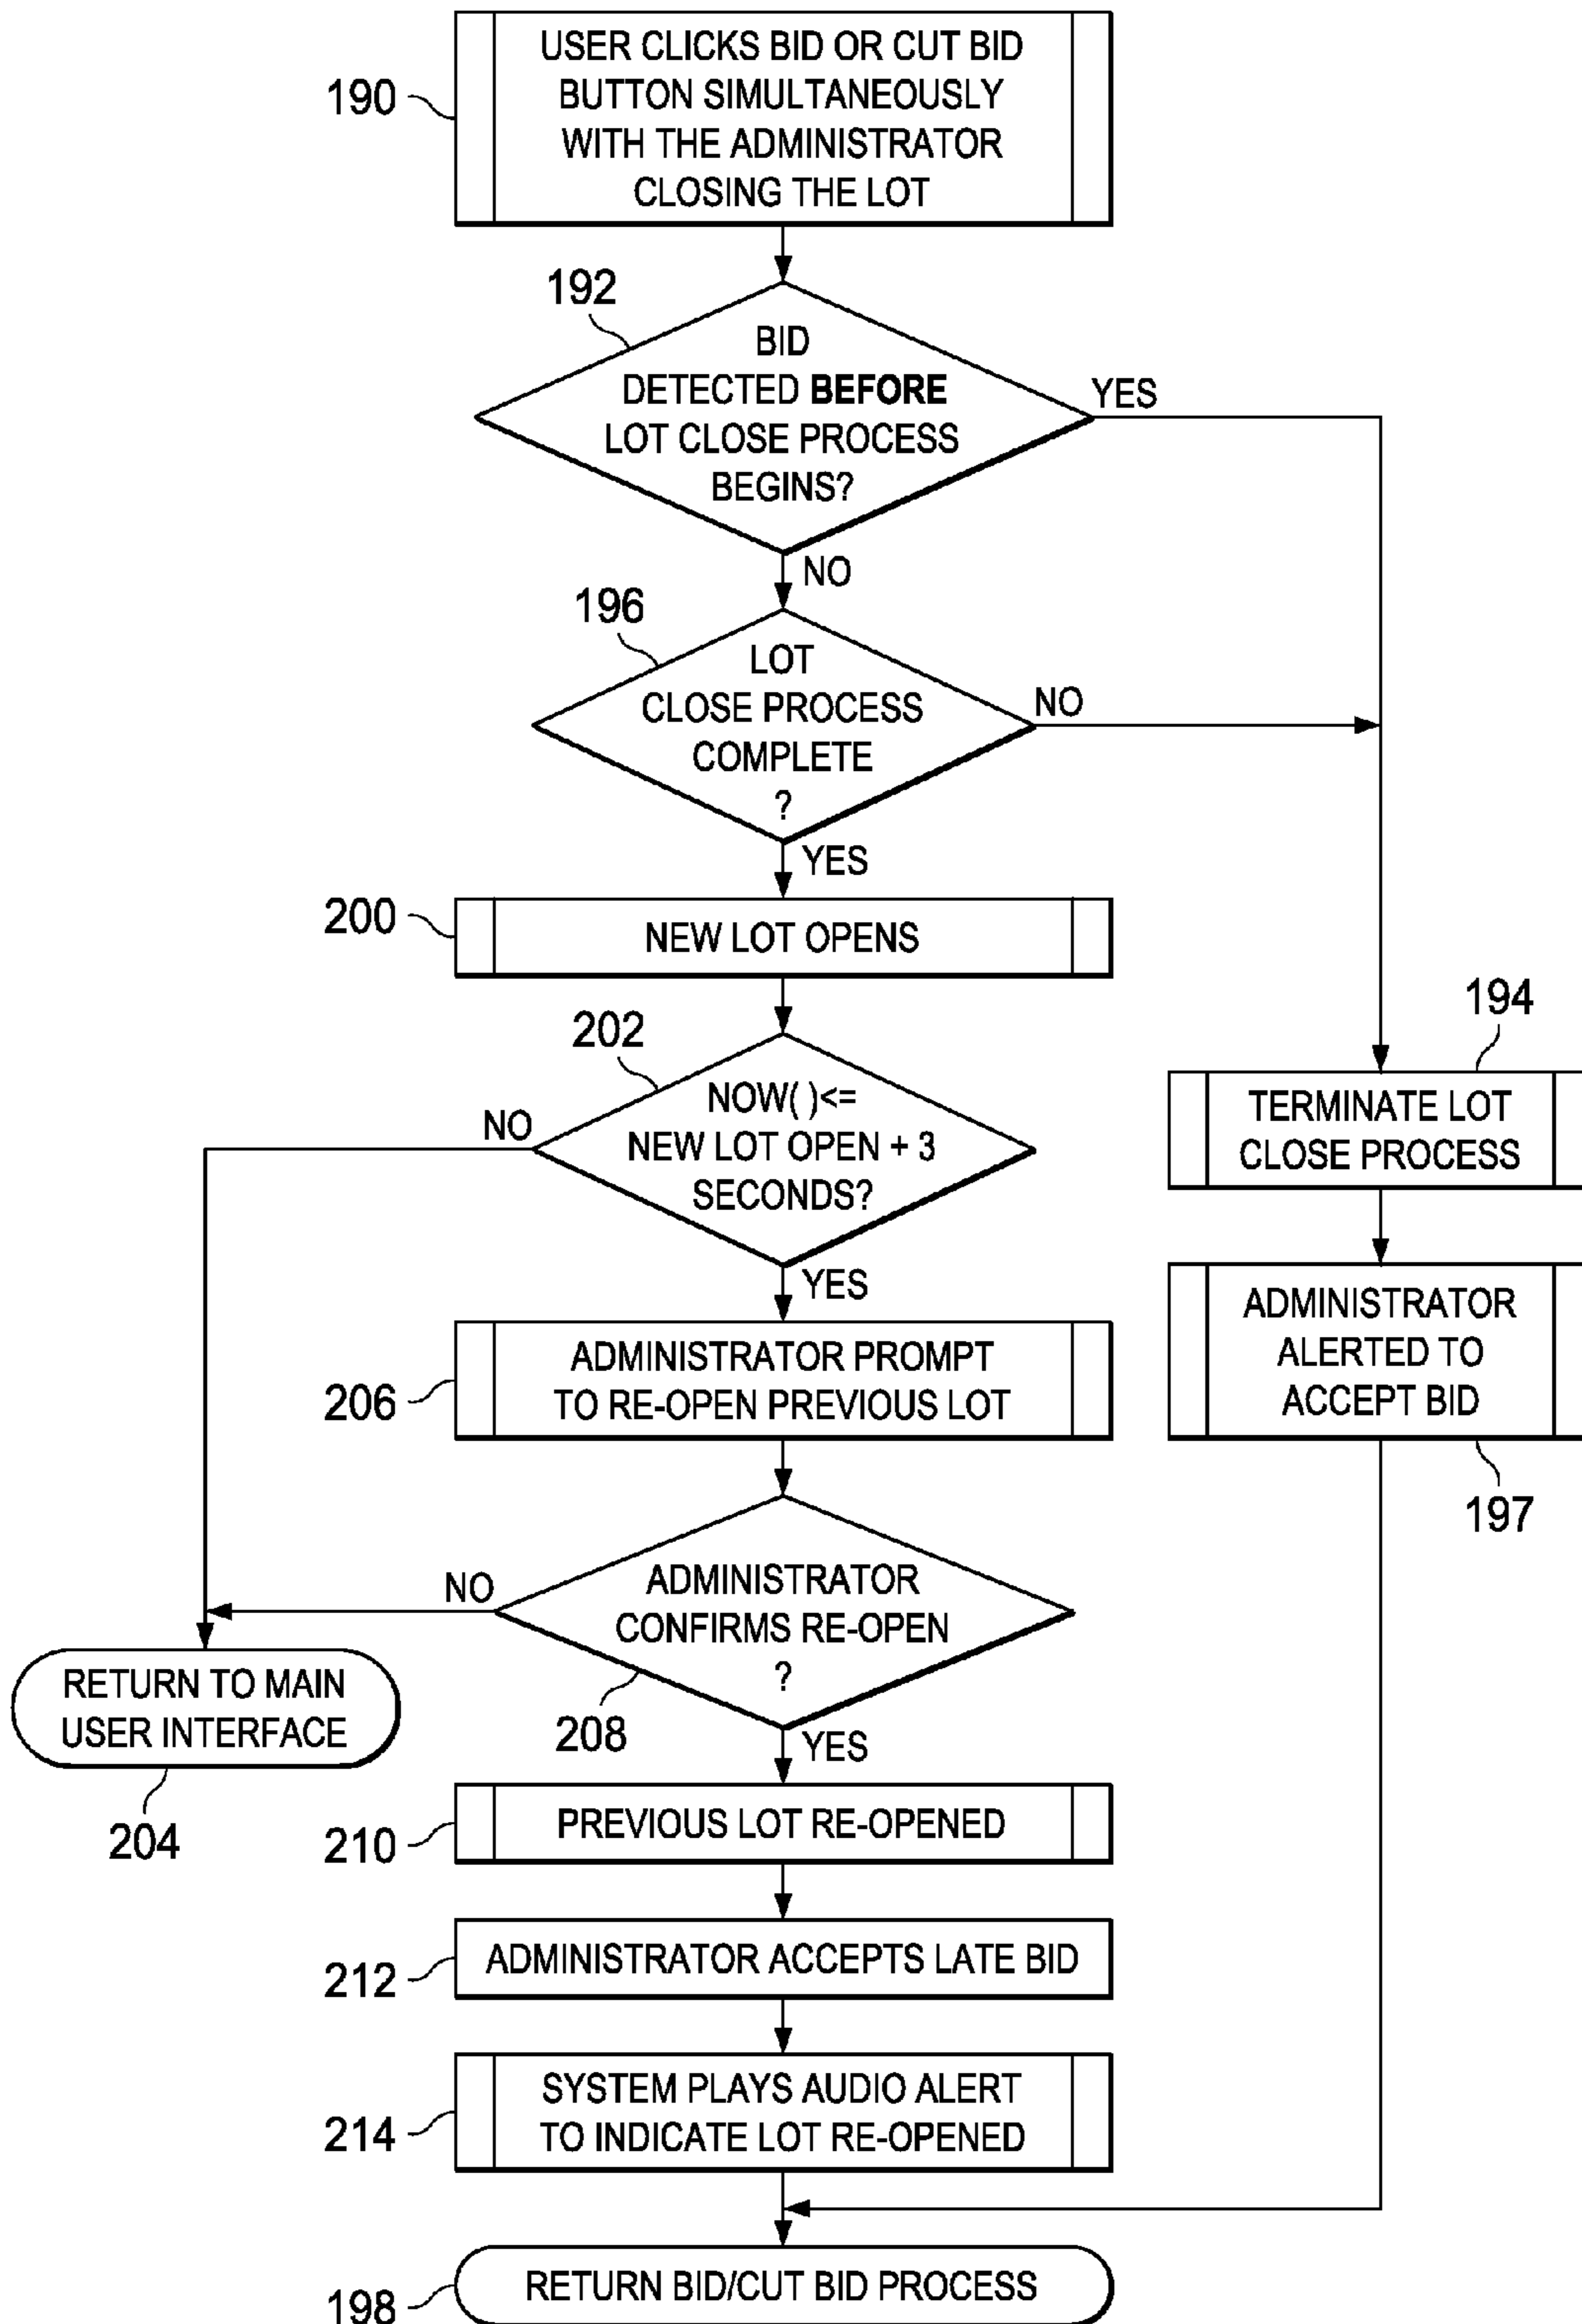 USER CLICKS BID OR CUT BID
BUTTON SIMULTANEOUSLY
WITH THE ADMINISTRATOR
CLOSING THE LOT
190
192
BID
DETECTED BEFORE
LOT CLOSE PROCESS
BEGINS?
YES
NO
196
LOT
CLOSE PROCESS
COMPLETE
?
NO
YES
200
NEW LOT OPENS
202
NOW( )<=
NEW LOT OPEN + 3
SECONDS?
NO
YES
194
TERMINATE LOT
CLOSE PROCESS
ADMINISTRATOR
ALERTED TO
ACCEPT BID
197
206
ADMINISTRATOR PROMPT
TO RE-OPEN PREVIOUS LOT
ADMINISTRATOR
CONFIRMS RE-OPEN
?
NO
208
YES
RETURN TO MAIN
USER INTERFACE
204
210
PREVIOUS LOT RE-OPENED
212
ADMINISTRATOR ACCEPTS LATE BID
214
SYSTEM PLAYS AUDIO ALERT
TO INDICATE LOT RE-OPENED
198
RETURN BID/CUT BID PROCESS